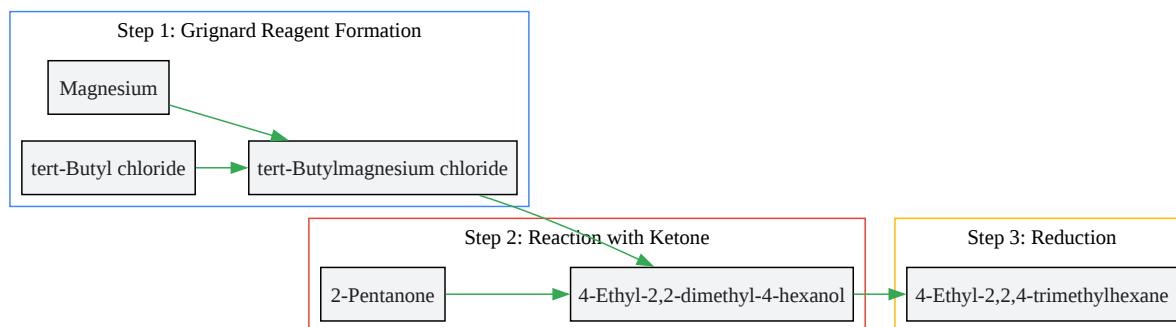 Step 1: Grignard Reagent Formation
Magnesium
tert-Butyl chloride
tert-Butylmagnesium chloride
Step 2: Reaction with Ketone
2-Pentanone
4-Ethyl-2,2-dimethyl-4-hexanol
Step 3: Reduction
4-Ethyl-2,2,4-trimethylhexane